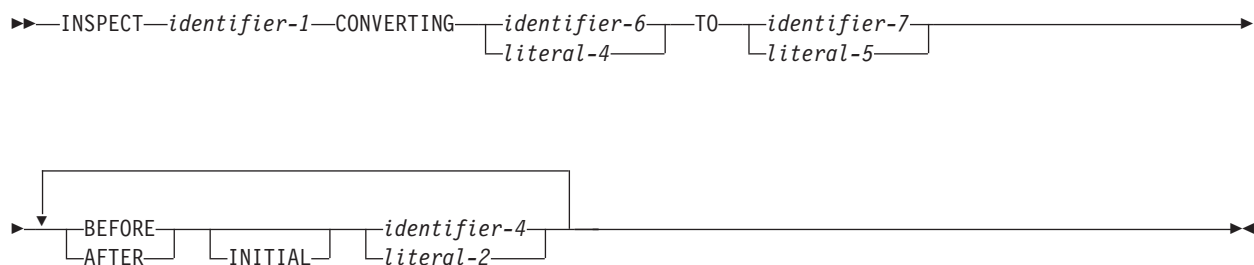 INSPECT identifier-1 CONVERTING identifier-6 TO identifier-7
literal-4 literal-5
BEFORE identifier-4
AFTER INITIAL literal-2